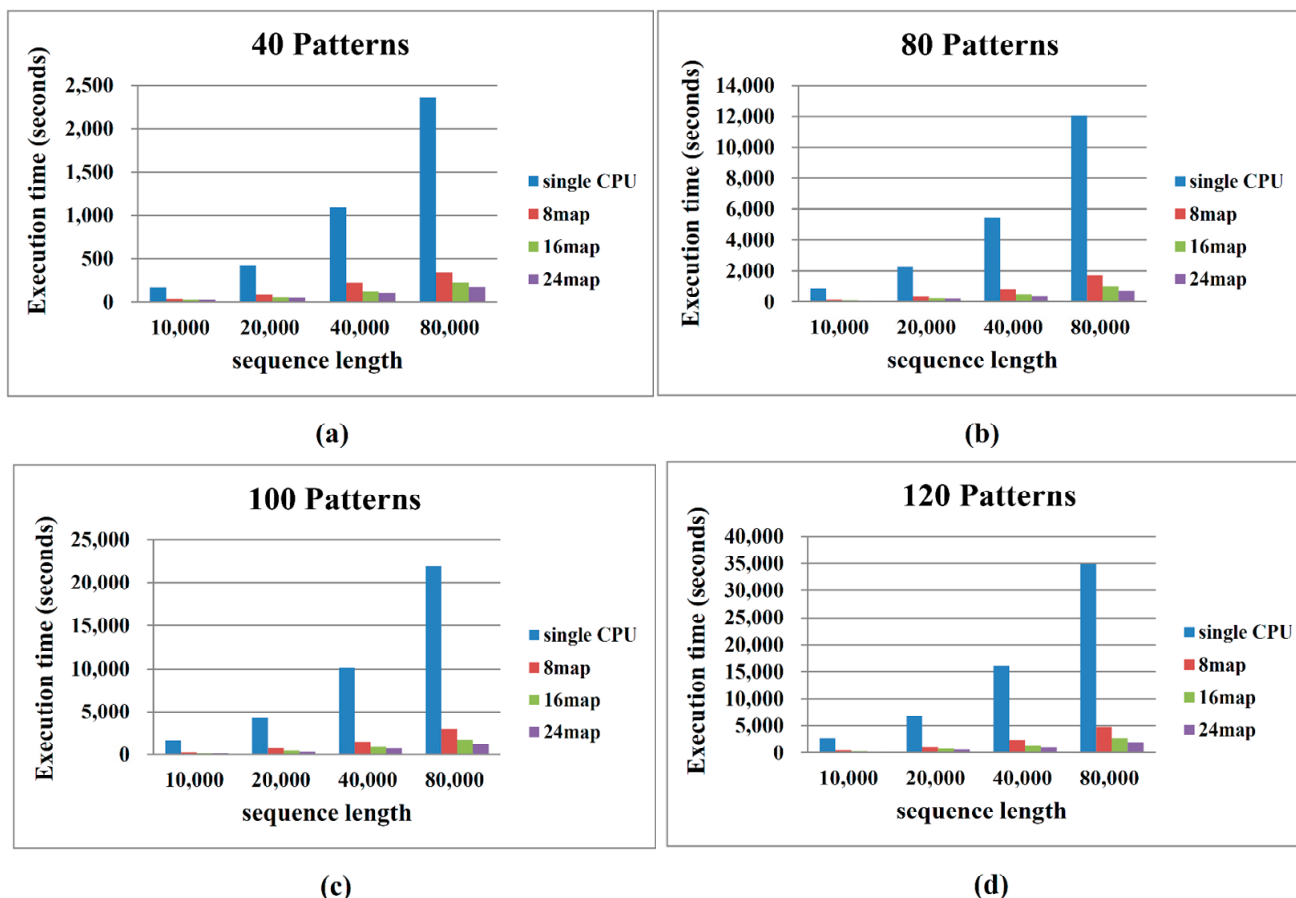 40 Patterns
Execution time (seconds)
2,500
2,000
1,500
1,000
500
0
10,000 20,000 40,000 80,000
sequence length
single CPU
8map
16map
24map
(a)
80 Patterns
Execution time (seconds)
14,000
12,000
10,000
8,000
6,000
4,000
2,000
0
10,000 20,000 40,000 80,000
sequence length
single CPU
8map
16map
24map
(b)
100 Patterns
Execution time (seconds)
25,000
20,000
15,000
10,000
5,000
0
10,000 20,000 40,000 80,000
sequence length
single CPU
8map
16map
24map
(c)
120 Patterns
Execution time (seconds)
40,000
35,000
30,000
25,000
20,000
15,000
10,000
5,000
0
10,000 20,000 40,000 80,000
sequence length
single CPU
8map
16map
24map
(d)